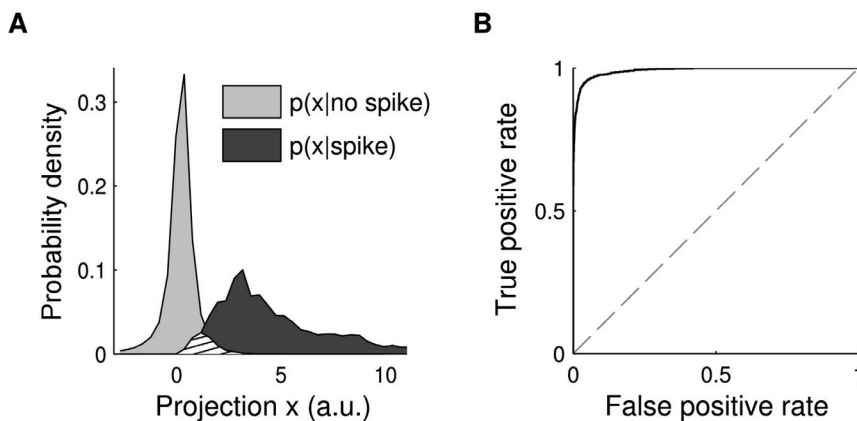 A
B
0.3
0.2
0.1
0
Probability density
p(x|no spike)
p(x|spike)
0
5
10
Projection x (a.u.)
1
0.5
0
True positive rate
0
0.5
1
False positive rate